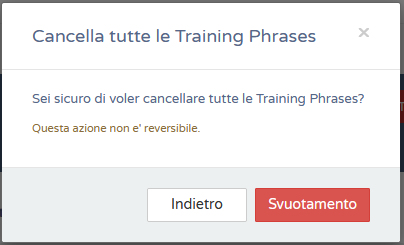 Cancella tutte le Training Phrases
×
Sei sicuro di voler cancellare tutte le Training Phrases?
Questa azione non e' reversibile.
Indietro
Svuotamento